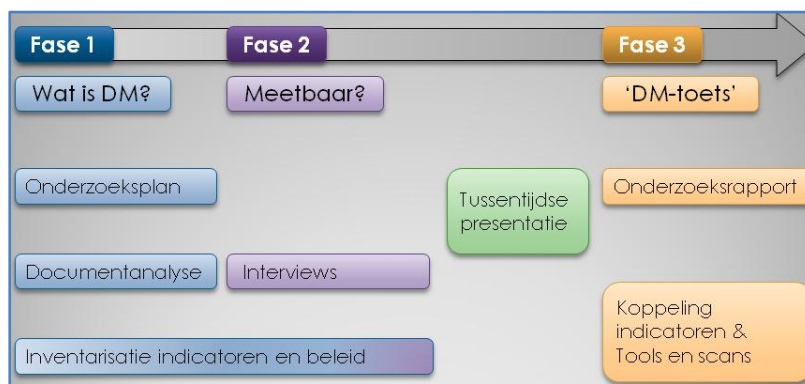 Fase 1
Fase 2
Fase 3
Wat is DM?
Meetbaar?
‘DM-toets’
Onderzoeksplan
Tussentijdse
presentatie
Onderzoeksrapport
Documentanalyse
Interviews
Koppeling
indicatoren &
Tools en scans
Inventarisatie indicatoren en beleid